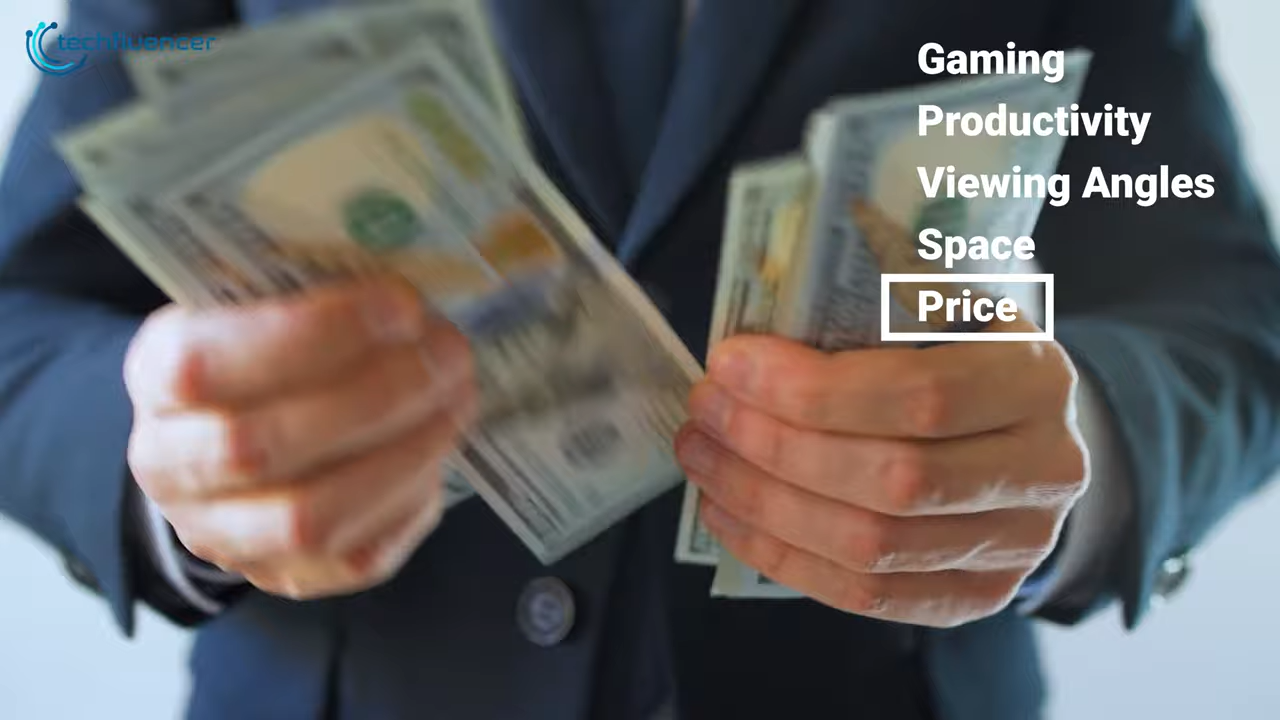 techfluencer
Gaming
Productivity
Viewing Angles
Space
Price